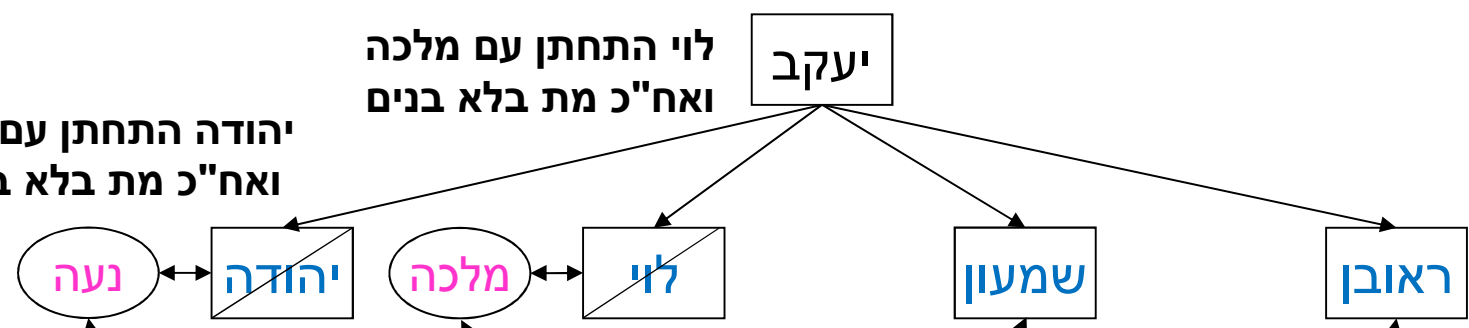 לוי התחתן עם מלכה
ואח"כ מת בלא בנים
יעקב
יהודה התחתן עם
ואח"כ מת בלא
ראובן
שמעון
לוי
מלכה
יהודה
נעה